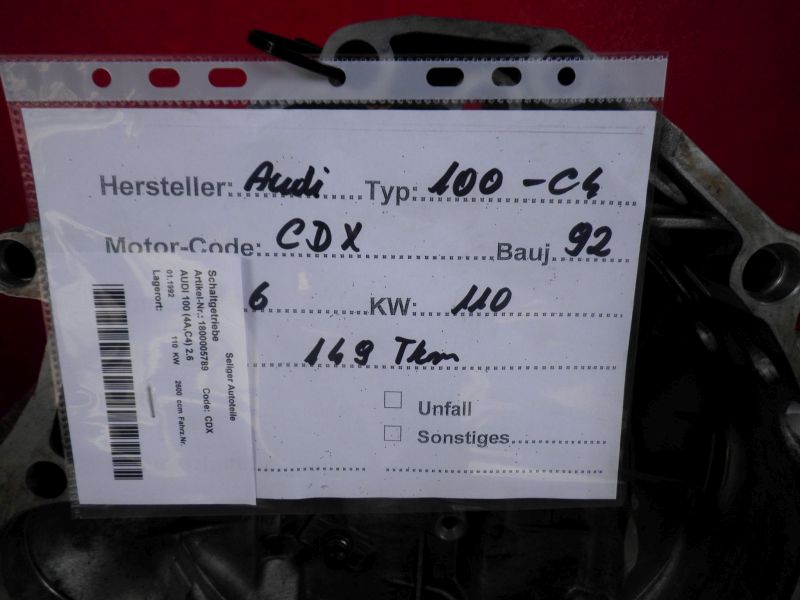 Hersteller: Audi Typ: 100 - C4
Motor-Code: CDX Bauj 92
6 KW: 110
149 Tkm
Unfall
Sonstiges
Seliger Autoteile
Schaltgetriebe
Artikel-Nr.: 1800005789 Code: CDX
AUDI 100 (4A,C4) 2,6
01.1992 110 KW 2600 ccm Fahrz.Nr.
Lagerort: